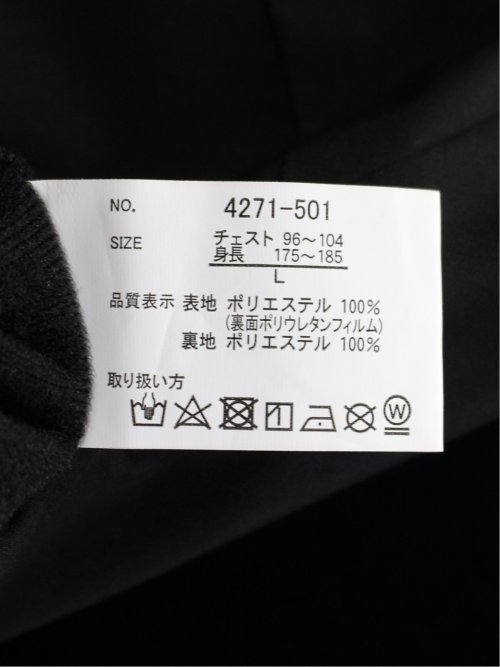 NO. 4271-501
SIZE チェスト 96～104
身長 175～185
L
品質表示 表地 ポリエステル 100%
(裏面ポリウレタンフィルム)
裏地 ポリエステル 100%
取り扱い方
W